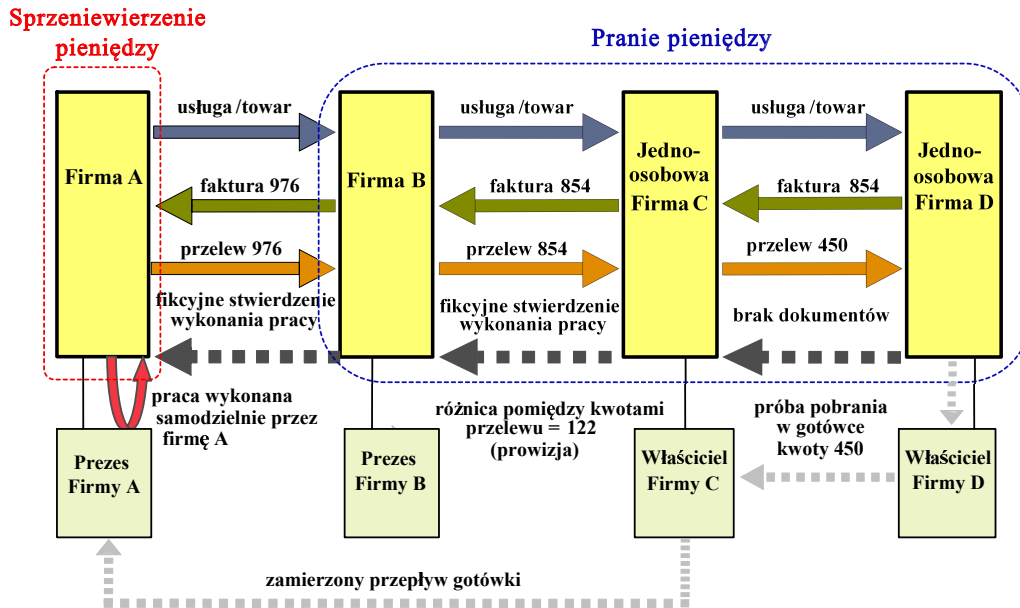 Sprzeniewierzenie
pieniędzy
Pranie pieniędzy
usługa/towar
usługa/towar
usługa/towar
Firma A
Firma B
Jedno-
osobowa
Firma C
Jedno-
osobowa
Firma D
faktura 976
faktura 854
faktura 854
przelew 976
przelew 854
przelew 450
fikcyjne stwierdzenie
wykonania pracy
fikcyjne stwierdzenie
wykonania pracy
brak dokumentów
praca wykonana
samodzielnie przez
firmę A
różnica pomiędzy kwotami
przelewu = 122
(prowizja)
próba pobrania
w gotówce
kwoty 450
Prezes
Firmy A
Prezes
Firmy B
Właściciel
Firmy C
Właściciel
Firmy D
zamierzony przepływ gotówki